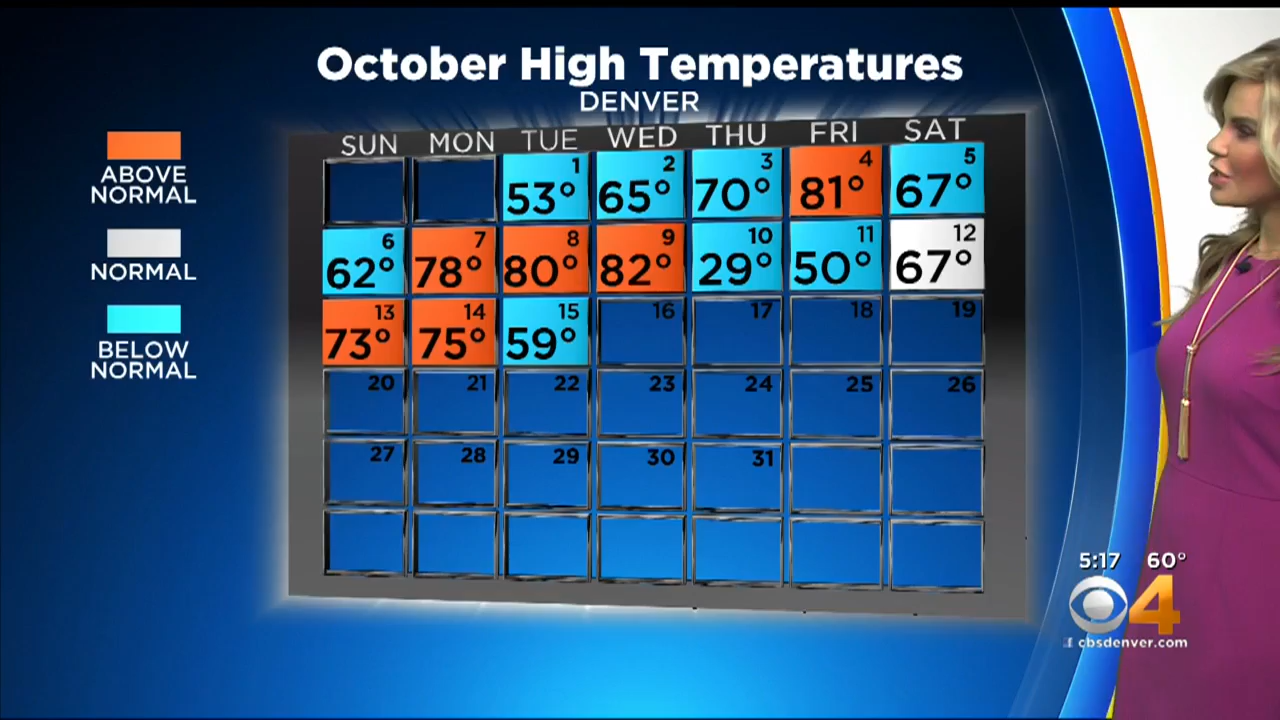 October High Temperatures
DENVER
ABOVE
NORMAL
NORMAL
BELOW
NORMAL
SUN MON TUE WED THU FRI SAT
1 2 3 4 5
53° 65° 70° 81° 67°
6 7 8 9 10 11 12
62° 78° 80° 82° 29° 50° 67°
13 14 15 16 17 18 19
73° 75° 59°
20 21 22 23 24 25 26
27 28 29 30 31
5:17 60°
4
f cbsdenver.com